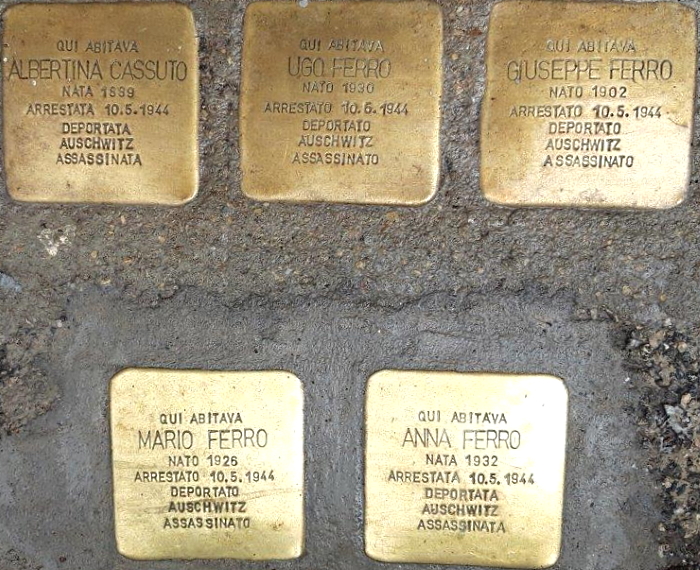 QUI ABITAVA
ALBERTINA CASSUTO
NATA 1899
ARRESTATA 10.5.1944
DEPORTATA
AUSCHWITZ
ASSASSINATA
QUI ABITAVA
UGO FERRO
NATO 1930
ARRESTATO 10.5.1944
DEPORTATO
AUSCHWITZ
ASSASSINATO
QUI ABITAVA
GIUSEPPE FERRO
NATO 1902
ARRESTATO 10.5.1944
DEPORTATO
AUSCHWITZ
ASSASSINATO
QUI ABITAVA
MARIO FERRO
NATO 1926
ARRESTATO 10.5.1944
DEPORTATO
AUSCHWITZ
ASSASSINATO
QUI ABITAVA
ANNA FERRO
NATA 1932
ARRESTATA 10.5.1944
DEPORTATA
AUSCHWITZ
ASSASSINATA